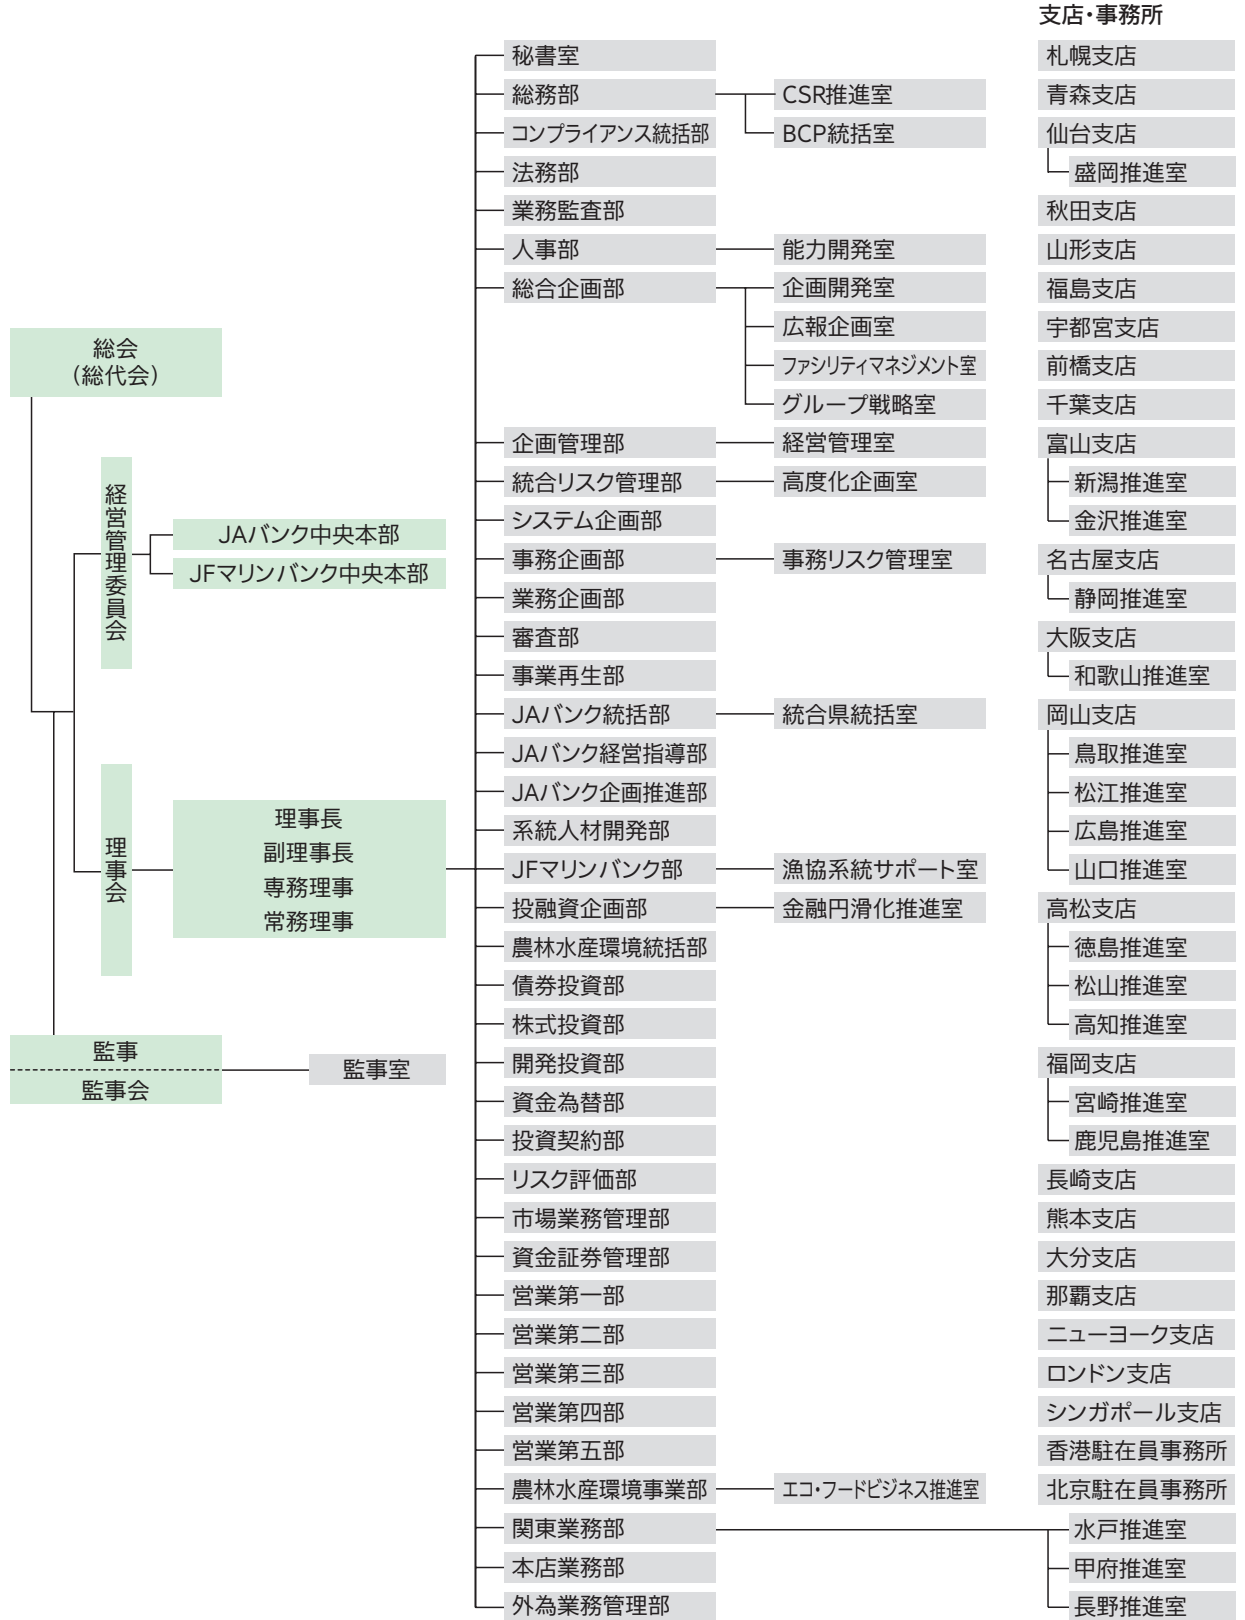 総会
（総代会）
経営管理委員会
JAバンク中央本部
JFマリンバンク中央本部
理事会
理事長
副理事長
専務理事
常務理事
監事
監事会
監事室
秘書室
総務部
CSR推進室
BCP統括室
コンプライアンス統括部
法務部
業務監査部
人事部
能力開発室
総合企画部
企画開発室
広報企画室
ファシリティマネジメント室
グループ戦略室
企画管理部
経営管理室
統合リスク管理部
高度化企画室
システム企画部
事務企画部
事務リスク管理室
業務企画部
審査部
事業再生部
JAバンク統括部
統合県統括室
JAバンク経営指導部
JAバンク企画推進部
系統人材開発部
JFマリンバンク部
漁協系統サポート室
投融資企画部
金融円滑化推進室
農林水産環境統括部
債券投資部
株式投資部
開発投資部
資金為替部
投資契約部
リスク評価部
市場業務管理部
資金証券管理部
営業第一部
営業第二部
営業第三部
営業第四部
営業第五部
農林水産環境事業部
エコ・フードビジネス推進室
関東業務部
本店業務部
外為業務管理部
支店・事務所
札幌支店
青森支店
仙台支店
盛岡推進室
秋田支店
山形支店
福島支店
宇都宮支店
前橋支店
千葉支店
富山支店
新潟推進室
金沢推進室
名古屋支店
静岡推進室
大阪支店
和歌山推進室
岡山支店
鳥取推進室
松江推進室
広島推進室
山口推進室
高松支店
徳島推進室
松山推進室
高知推進室
福岡支店
宮崎推進室
鹿児島推進室
長崎支店
熊本支店
大分支店
那覇支店
ニューヨーク支店
ロンドン支店
シンガポール支店
香港駐在員事務所
北京駐在員事務所
水戸推進室
甲府推進室
長野推進室